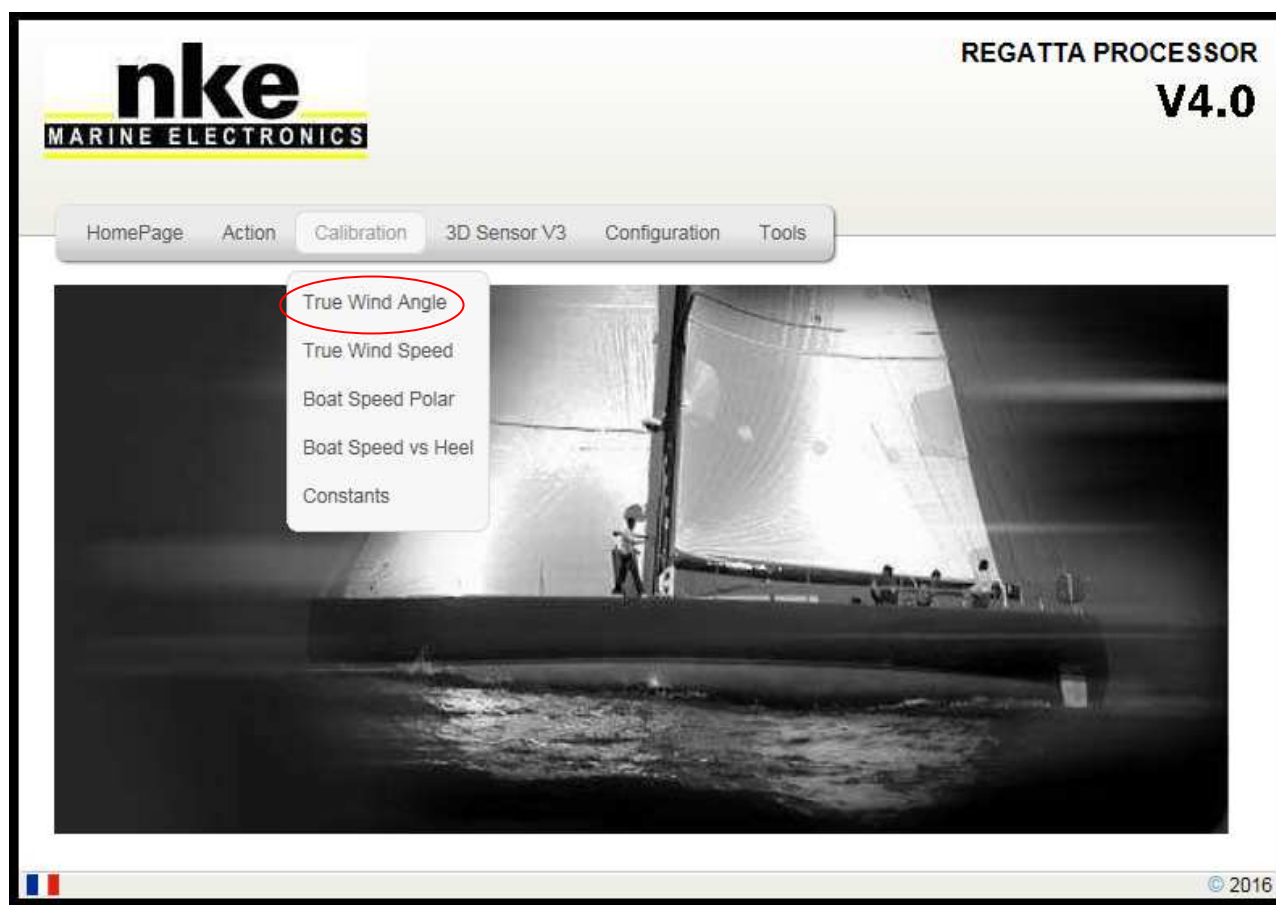 nke
MARINE ELECTRONICS
REGATTA PROCESSOR
V4.0
HomePage Action Calibration 3D Sensor V3 Configuration Tools
True Wind Angle
True Wind Speed
Boat Speed Polar
Boat Speed vs Heel
Constants
© 2016